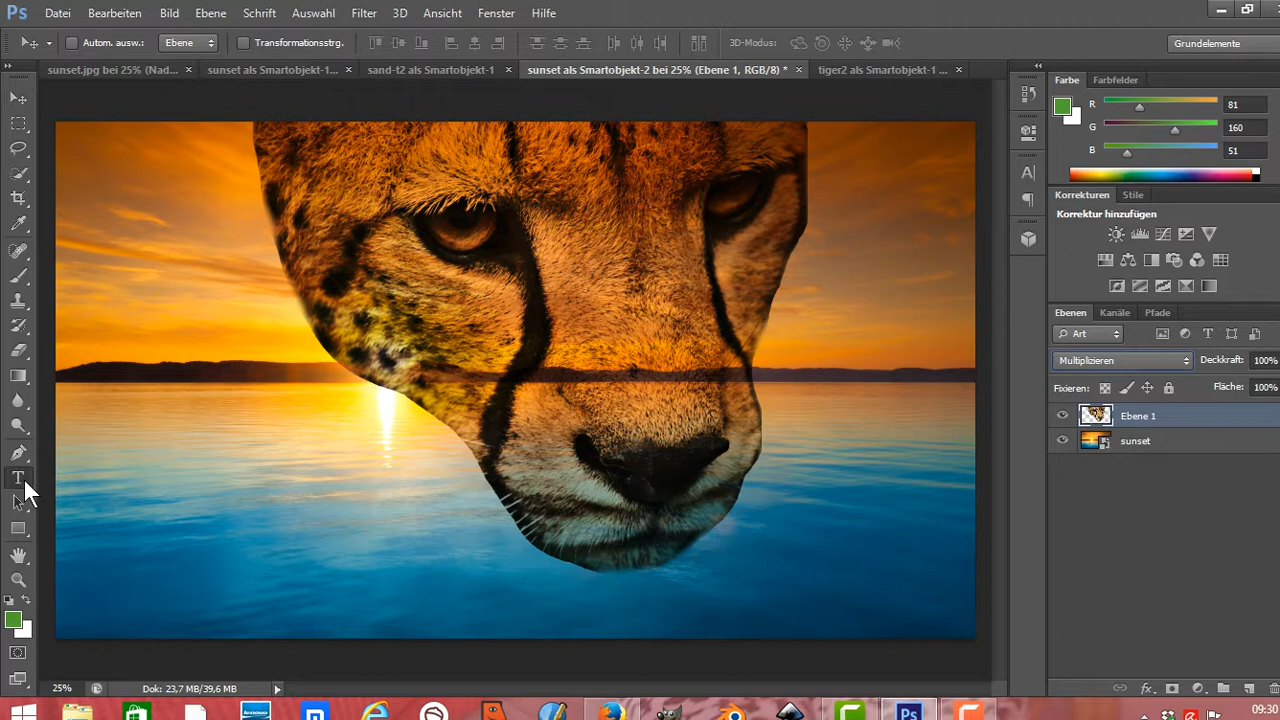 Ps Datei Bearbeiten Bild Ebene Schrift Auswahl Filter 3D Ansicht Fenster Hilfe
Autom. ausw.: Ebene Transformationsstrg. 3D-Modus: Grundelemente
sunset.jpg bei 25% (Nad... × sunset als Smartobjekt-1... × sand-t2 als Smartobjekt-1 × sunset als Smartobjekt-2 bei 25% (Ebene 1, RGB/8) * × tiger2 als Smartobjekt-1 ... ×
Farbe Farbfelder
R 81
G 160
B 51
Korrekturen Stile
Korrektur hinzufügen
Ebenen Kanäle Pfade
Art
Multiplizieren Deckkraft: 100%
Fixieren: Fläche: 100%
Ebene 1
sunset
25% Dok: 23,7 MB/39,6 MB
fx
Ps 09:30